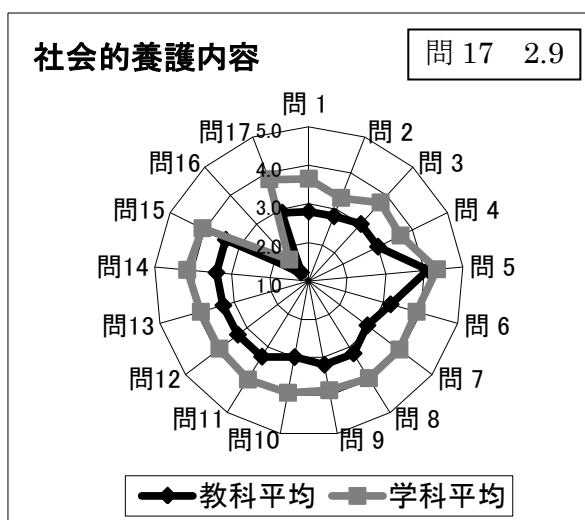 社会的養護内容
問 17 2.9
問 1
問 2
問 3
問 4
問 5
問 6
問 7
問 8
問 9
問10
問11
問12
問13
問14
問15
問16
問17
5.0
4.0
3.0
2.0
1.0
教科平均
学科平均